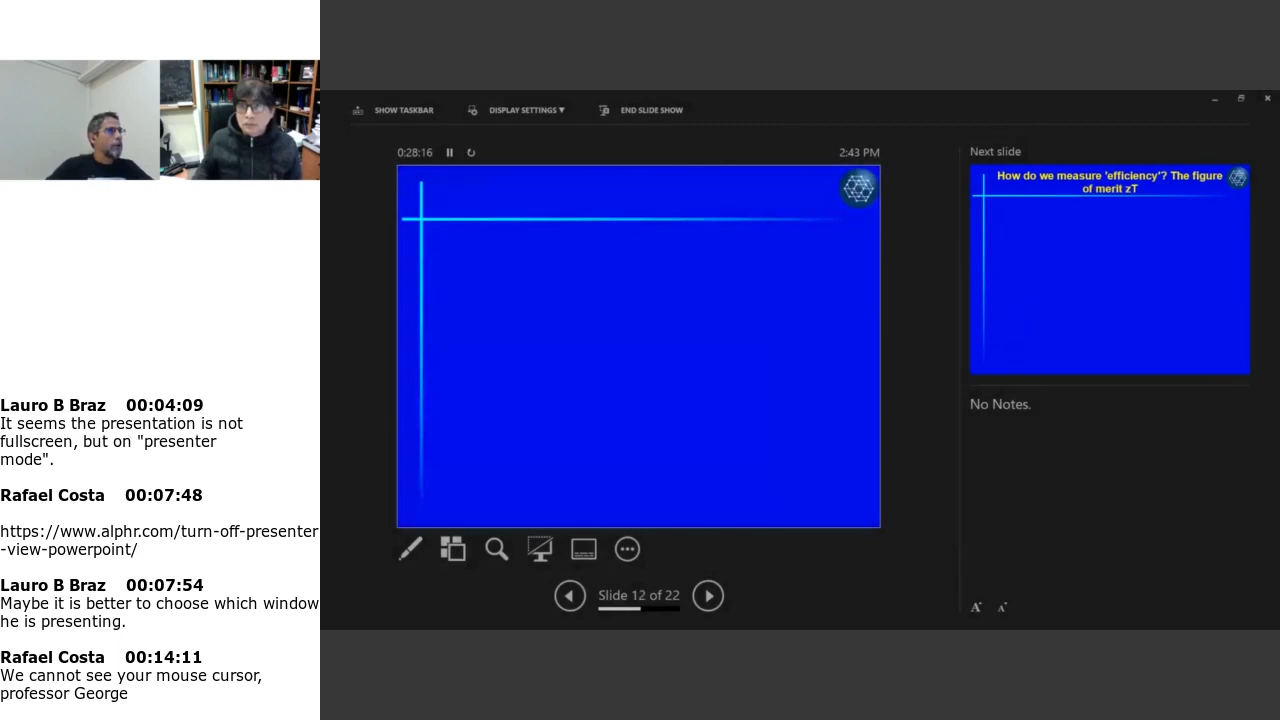 SHOW TASKBAR
DISPLAY SETTINGS ▼
END SLIDE SHOW
0:28:16
2:43 PM
Next slide
How do we measure 'efficiency'? The figure
of merit zT
No Notes.
Slide 12 of 22
A A
Lauro B Braz 00:04:09
It seems the presentation is not
fullscreen, but on "presenter
mode".
Rafael Costa 00:07:48
https://www.alphr.com/turn-off-presenter
-view-powerpoint/
Lauro B Braz 00:07:54
Maybe it is better to choose which window
he is presenting.
Rafael Costa 00:14:11
We cannot see your mouse cursor,
professor George